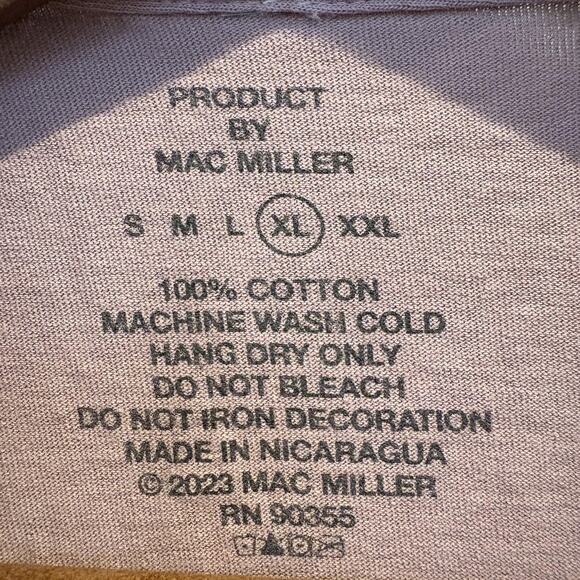 PRODUCT
BY
MAC MILLER
S M L XL XXL
100% COTTON
MACHINE WASH COLD
HANG DRY ONLY
DO NOT BLEACH
DO NOT IRON DECORATION
MADE IN NICARAGUA
© 2023 MAC MILLER
RN 90355